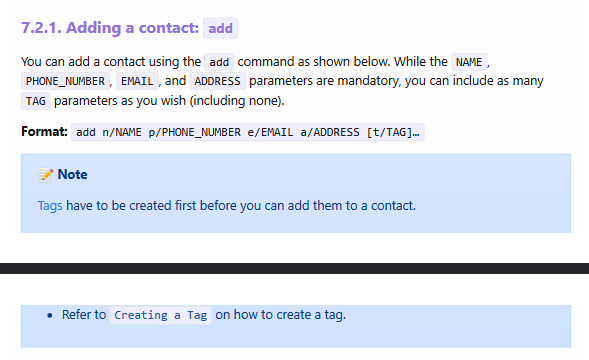 7.2.1. Adding a contact: add
You can add a contact using the add command as shown below. While the NAME ,
PHONE_NUMBER , EMAIL , and ADDRESS parameters are mandatory, you can include as many
TAG parameters as you wish (including none).
Format: add n/NAME p/PHONE_NUMBER e/EMAIL a/ADDRESS [t/TAG]…
📝 Note
Tags have to be created first before you can add them to a contact.
• Refer to Creating a Tag on how to create a tag.